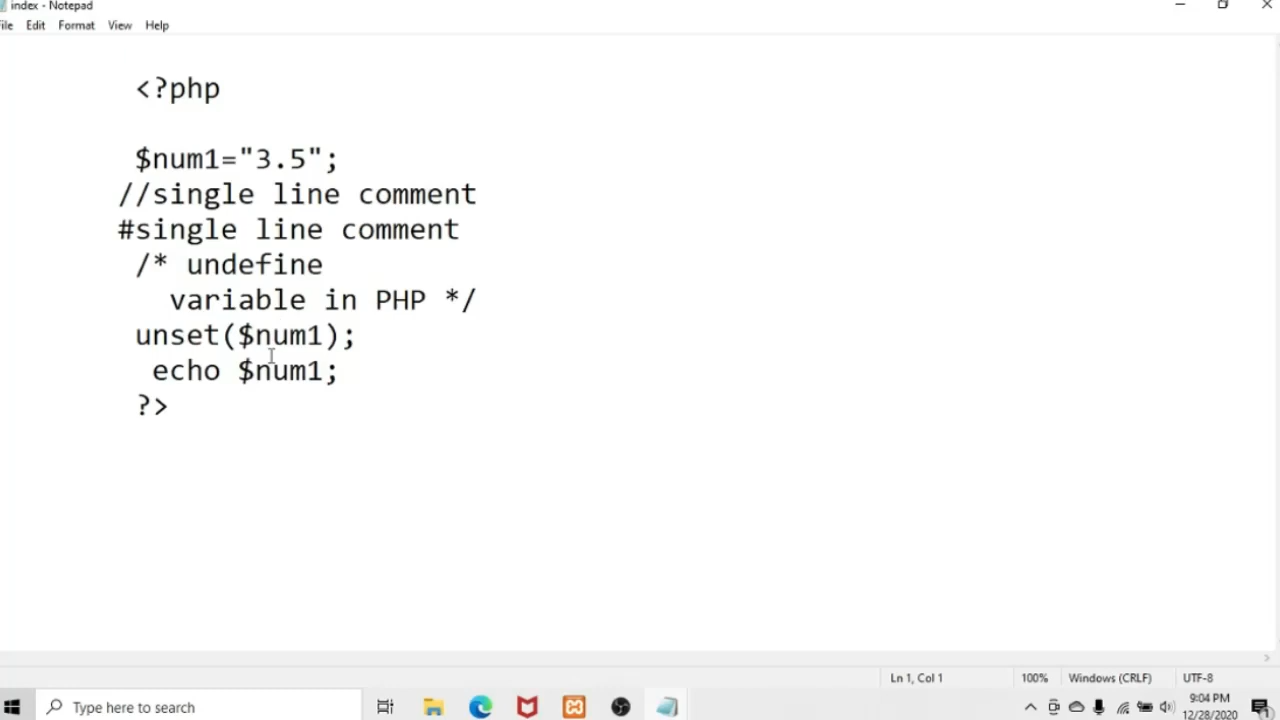 index - Notepad
File Edit Format View Help
<?php
$num1="3.5";
//single line comment
#single line comment
/* undefine
variable in PHP */
unset($num1);
echo $num1;
?>
Ln 1, Col 1 100% Windows (CRLF) UTF-8
Type here to search
9:04 PM
12/28/2020